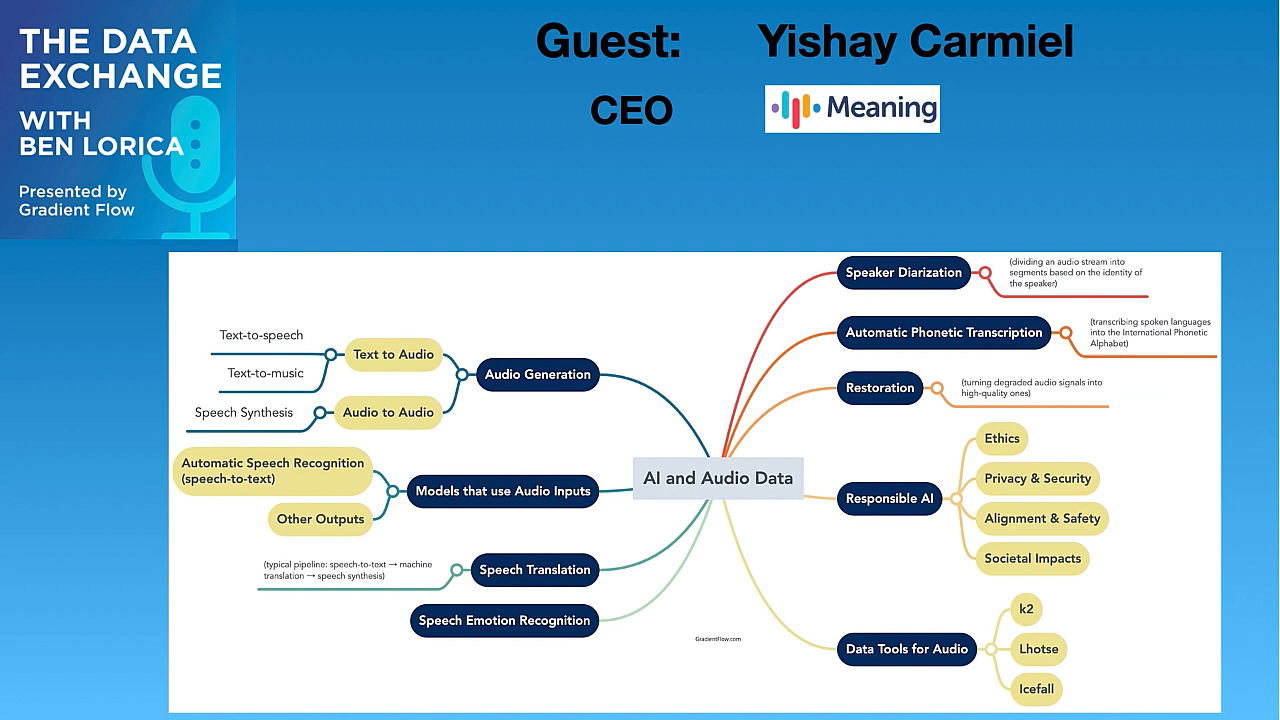 THE DATA
EXCHANGE
WITH
BEN LORICA
Presented by
Gradient Flow
Guest: Yishay Carmiel
CEO Meaning
AI and Audio Data
Audio Generation
Text to Audio
Text-to-speech
Text-to-music
Audio to Audio
Speech Synthesis
Models that use Audio Inputs
Automatic Speech Recognition
(speech-to-text)
Other Outputs
Speech Translation
(typical pipeline: speech-to-text → machine
translation → speech synthesis)
Speech Emotion Recognition
Speaker Diarization
(dividing an audio stream into
segments based on the identity of
the speaker)
Automatic Phonetic Transcription
(transcribing spoken languages
into the International Phonetic
Alphabet)
Restoration
(turning degraded audio signals into
high-quality ones)
Responsible AI
Ethics
Privacy & Security
Alignment & Safety
Societal Impacts
Data Tools for Audio
k2
Lhotse
Icefall
GradientFlow.com